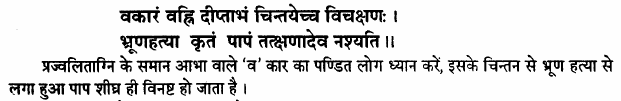 वकारं वह्नि दीप्ताभं चिन्तयेच्च विचक्षणः ।
भ्रूणहत्या कृतं पापं तत्क्षणादेव नश्यति ।।
प्रज्वलिताग्नि के समान आभा वाले 'व' कार का पण्डित लोग ध्यान करें, इसके चिन्तन से भ्रूण हत्या से
लगा हुआ पाप शीघ्र ही विनष्ट हो जाता है ।